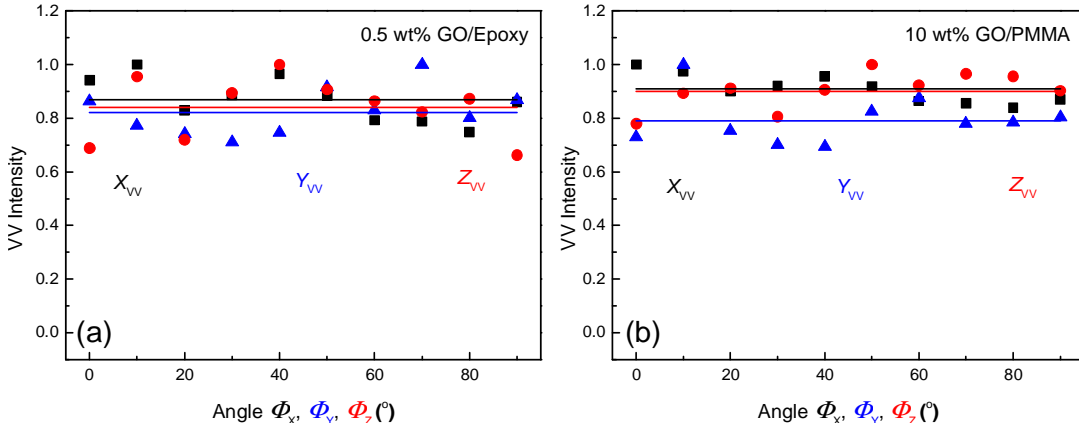 0.5 wt% GO/Epoxy
1.2
1.0
0.8
0.6
0.4
0.2
0.0
VV Intensity
X_VV
Y_VV
Z_VV
(a)
0 20 40 60 80
Angle Φ_X, Φ_Y, Φ_Z (°)
10 wt% GO/PMMA
1.2
1.0
0.8
0.6
0.4
0.2
0.0
VV Intensity
X_VV
Y_VV
Z_VV
(b)
0 20 40 60 80
Angle Φ_X, Φ_Y, Φ_Z (°)